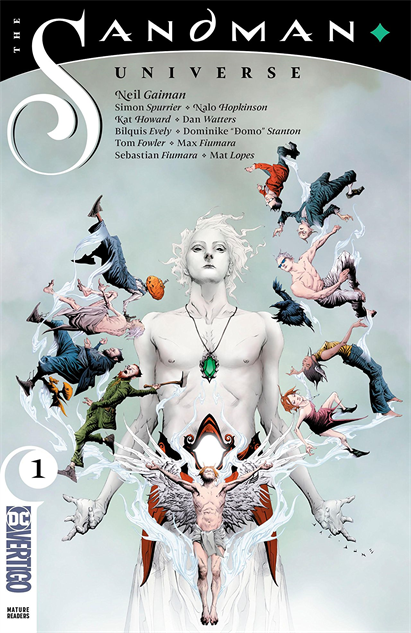 THE
SANDMAN
UNIVERSE
Neil Gaiman
Simon Spurrier ⬥ Nalo Hopkinson
Kat Howard ⬥ Dan Watters
Bilquis Evely ⬥ Dominike "Domo" Stanton
Tom Fowler ⬥ Max Fiumara
Sebastian Fiumara ⬥ Mat Lopes
1
DC
VERTIGO
MATURE
READERS